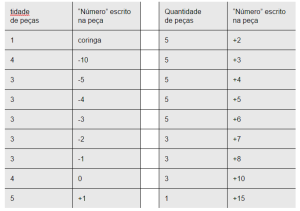 tidade de peças "Número" escrito na peça Quantidade de peças "Número" escrito na peça
1 coringa 5 +2
4 -10 5 +3
3 -5 5 +4
3 -4 5 +5
3 -3 5 +6
3 -2 3 +7
3 -1 3 +8
4 0 3 +10
5 +1 1 +15